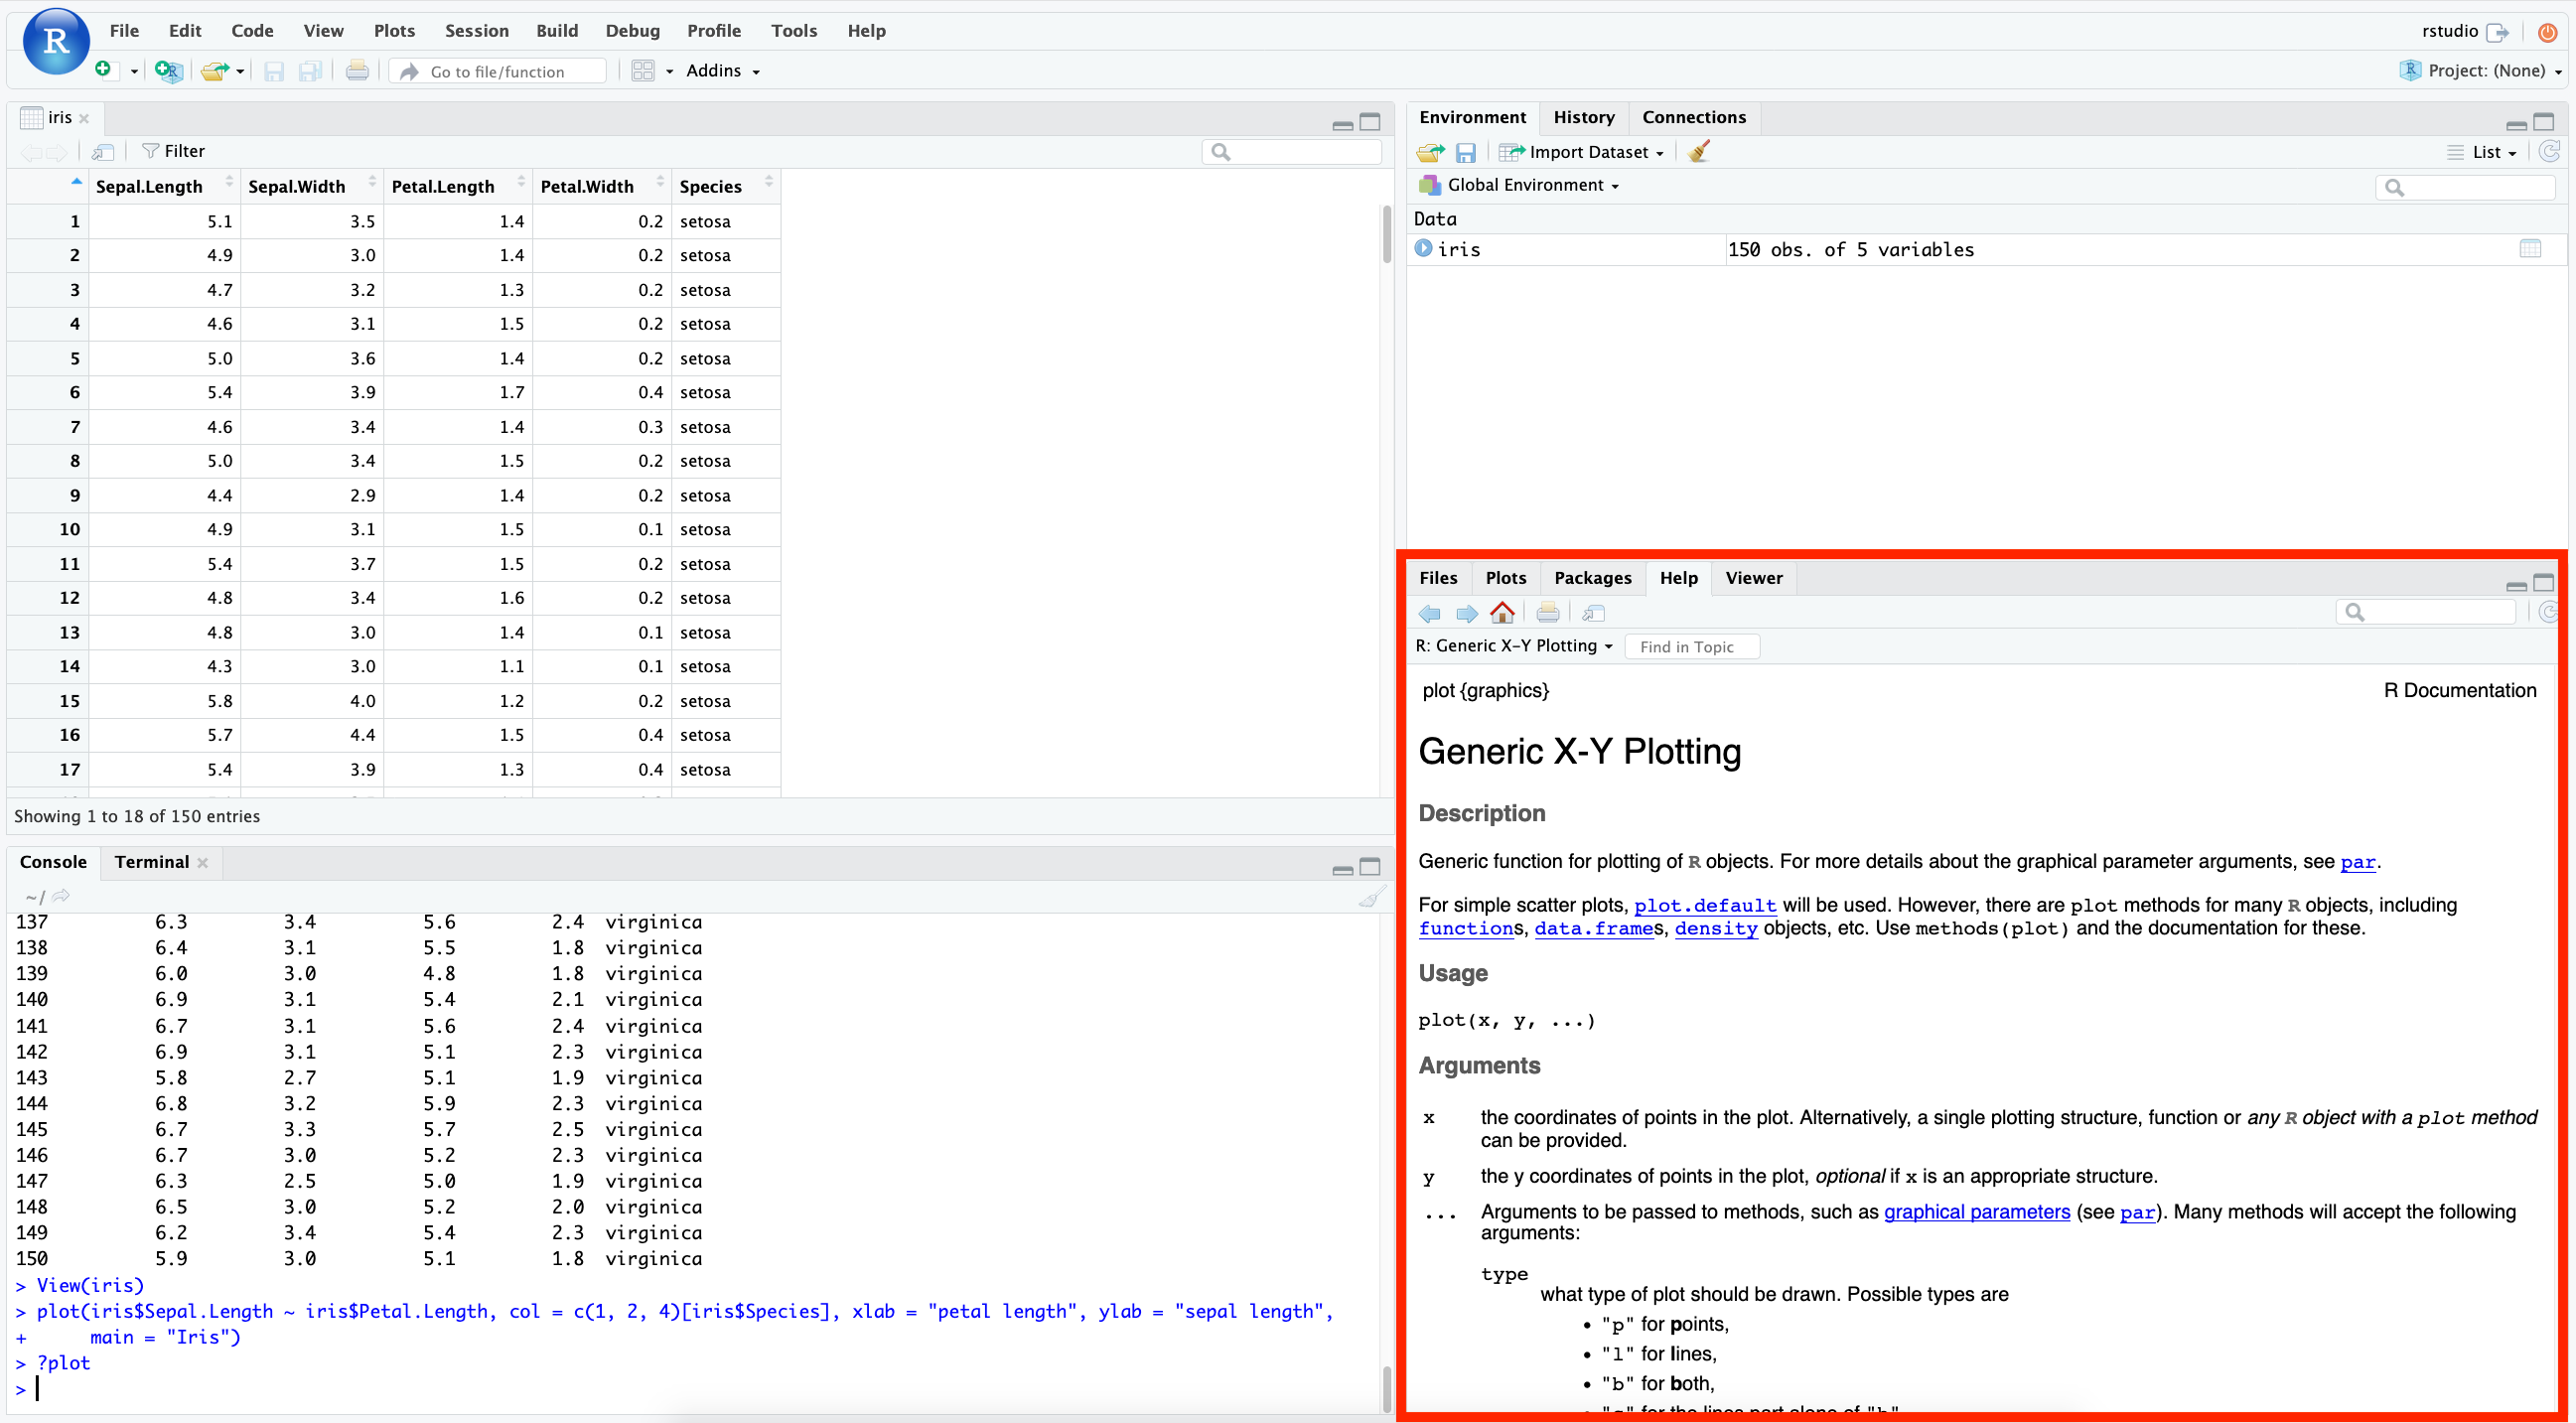 R File Edit Code View Plots Session Build Debug Profile Tools Help rstudio
Go to file/function Addins R Project: (None)
iris
Filter
Sepal.Length Sepal.Width Petal.Length Petal.Width Species
1 5.1 3.5 1.4 0.2 setosa
2 4.9 3.0 1.4 0.2 setosa
3 4.7 3.2 1.3 0.2 setosa
4 4.6 3.1 1.5 0.2 setosa
5 5.0 3.6 1.4 0.2 setosa
6 5.4 3.9 1.7 0.4 setosa
7 4.6 3.4 1.4 0.3 setosa
8 5.0 3.4 1.5 0.2 setosa
9 4.4 2.9 1.4 0.2 setosa
10 4.9 3.1 1.5 0.1 setosa
11 5.4 3.7 1.5 0.2 setosa
12 4.8 3.4 1.6 0.2 setosa
13 4.8 3.0 1.4 0.1 setosa
14 4.3 3.0 1.1 0.1 setosa
15 5.8 4.0 1.2 0.2 setosa
16 5.7 4.4 1.5 0.4 setosa
17 5.4 3.9 1.3 0.4 setosa
Showing 1 to 18 of 150 entries
Console Terminal
~/
137 6.3 3.4 5.6 2.4 virginica
138 6.4 3.1 5.5 1.8 virginica
139 6.0 3.0 4.8 1.8 virginica
140 6.9 3.1 5.4 2.1 virginica
141 6.7 3.1 5.6 2.4 virginica
142 6.9 3.1 5.1 2.3 virginica
143 5.8 2.7 5.1 1.9 virginica
144 6.8 3.2 5.9 2.3 virginica
145 6.7 3.3 5.7 2.5 virginica
146 6.7 3.0 5.2 2.3 virginica
147 6.3 2.5 5.0 1.9 virginica
148 6.5 3.0 5.2 2.0 virginica
149 6.2 3.4 5.4 2.3 virginica
150 5.9 3.0 5.1 1.8 virginica
> View(iris)
> plot(iris$Sepal.Length ~ iris$Petal.Length, col = c(1, 2, 4)[iris$Species], xlab = "petal length", ylab = "sepal length",
+ main = "Iris")
> ?plot
>
Environment History Connections
Import Dataset List
Global Environment
Data
iris 150 obs. of 5 variables
Files Plots Packages Help Viewer
R: Generic X-Y Plotting Find in Topic
plot {graphics} R Documentation
Generic X-Y Plotting
Description
Generic function for plotting of R objects. For more details about the graphical parameter arguments, see par.
For simple scatter plots, plot.default will be used. However, there are plot methods for many R objects, including
functions, data.frames, density objects, etc. Use methods(plot) and the documentation for these.
Usage
plot(x, y, ...)
Arguments
x the coordinates of points in the plot. Alternatively, a single plotting structure, function or any R object with a plot method
can be provided.
y the y coordinates of points in the plot, optional if x is an appropriate structure.
... Arguments to be passed to methods, such as graphical parameters (see par). Many methods will accept the following
arguments:
type
what type of plot should be drawn. Possible types are
• "p" for points,
• "l" for lines,
• "b" for both,
for the lines part alone of "b"